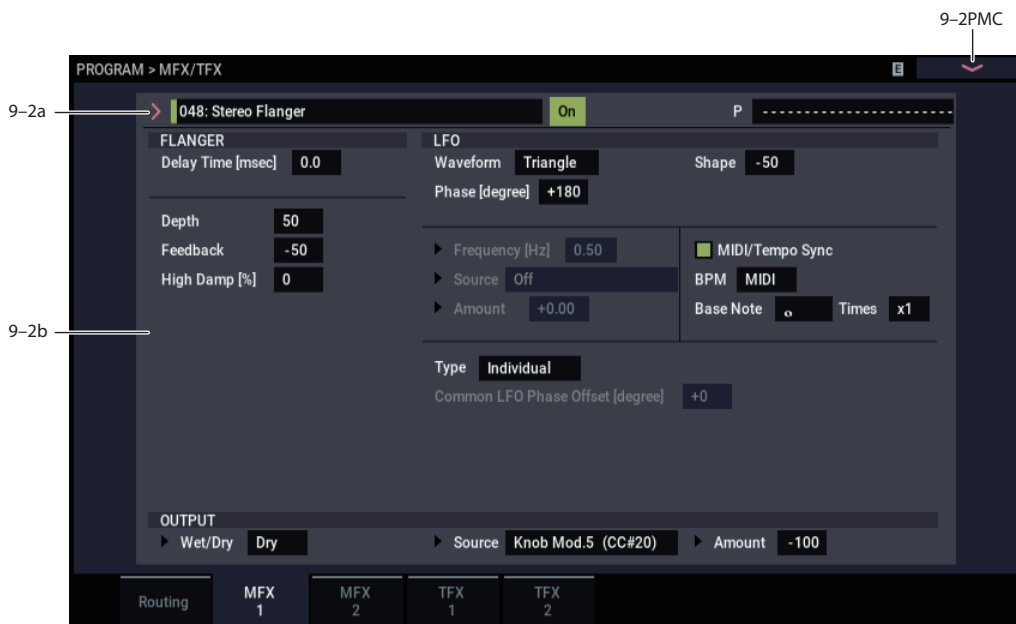 9–2PMC
PROGRAM > MFX/TFX E
9–2a
048: Stereo Flanger On P - - - - - - - - - - - - - - - - - - - - - - - -
FLANGER LFO
Delay Time [msec] 0.0 Waveform Triangle Shape -50
Phase [degree] +180
Depth 50
Feedback -50 Frequency [Hz] 0.50 MIDI/Tempo Sync
High Damp [%] 0 Source Off BPM MIDI
Amount +0.00 Base Note Times x1
9–2b
Type Individual
Common LFO Phase Offset [degree] +0
OUTPUT
Wet/Dry Dry Source Knob Mod.5 (CC#20) Amount -100
Routing MFX 1 MFX 2 TFX 1 TFX 2